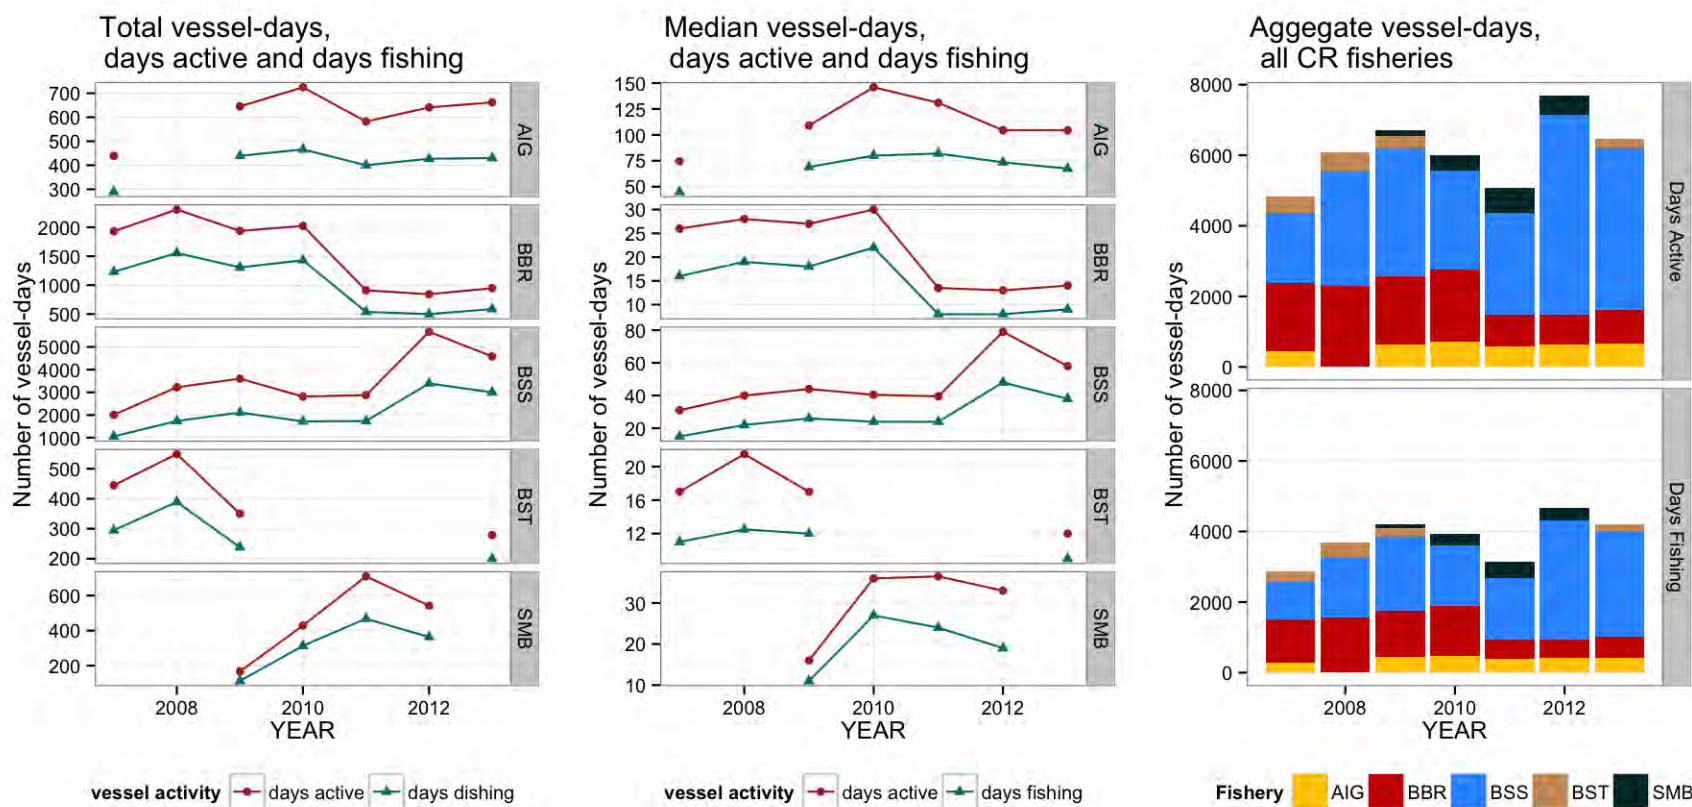 Total vessel-days,
days active and days fishing
Number of vessel-days
700
600
500
400
300
AIG
2000
1500
1000
500
BBR
5000
4000
3000
2000
1000
BSS
500
400
300
200
BST
600
400
200
SMB
2008 2010 2012
YEAR
vessel activity days active days dishing
Median vessel-days,
days active and days fishing
Number of vessel-days
150
125
100
75
50
AIG
30
25
20
15
10
BBR
80
60
40
20
BSS
20
16
12
BST
30
20
10
SMB
2008 2010 2012
YEAR
vessel activity days active days fishing
Aggegate vessel-days,
all CR fisheries
Number of vessel-days
8000
6000
4000
2000
0
Days Active
8000
6000
4000
2000
0
Days Fishing
2008 2010 2012
YEAR
Fishery AIG BBR BSS BST SMB